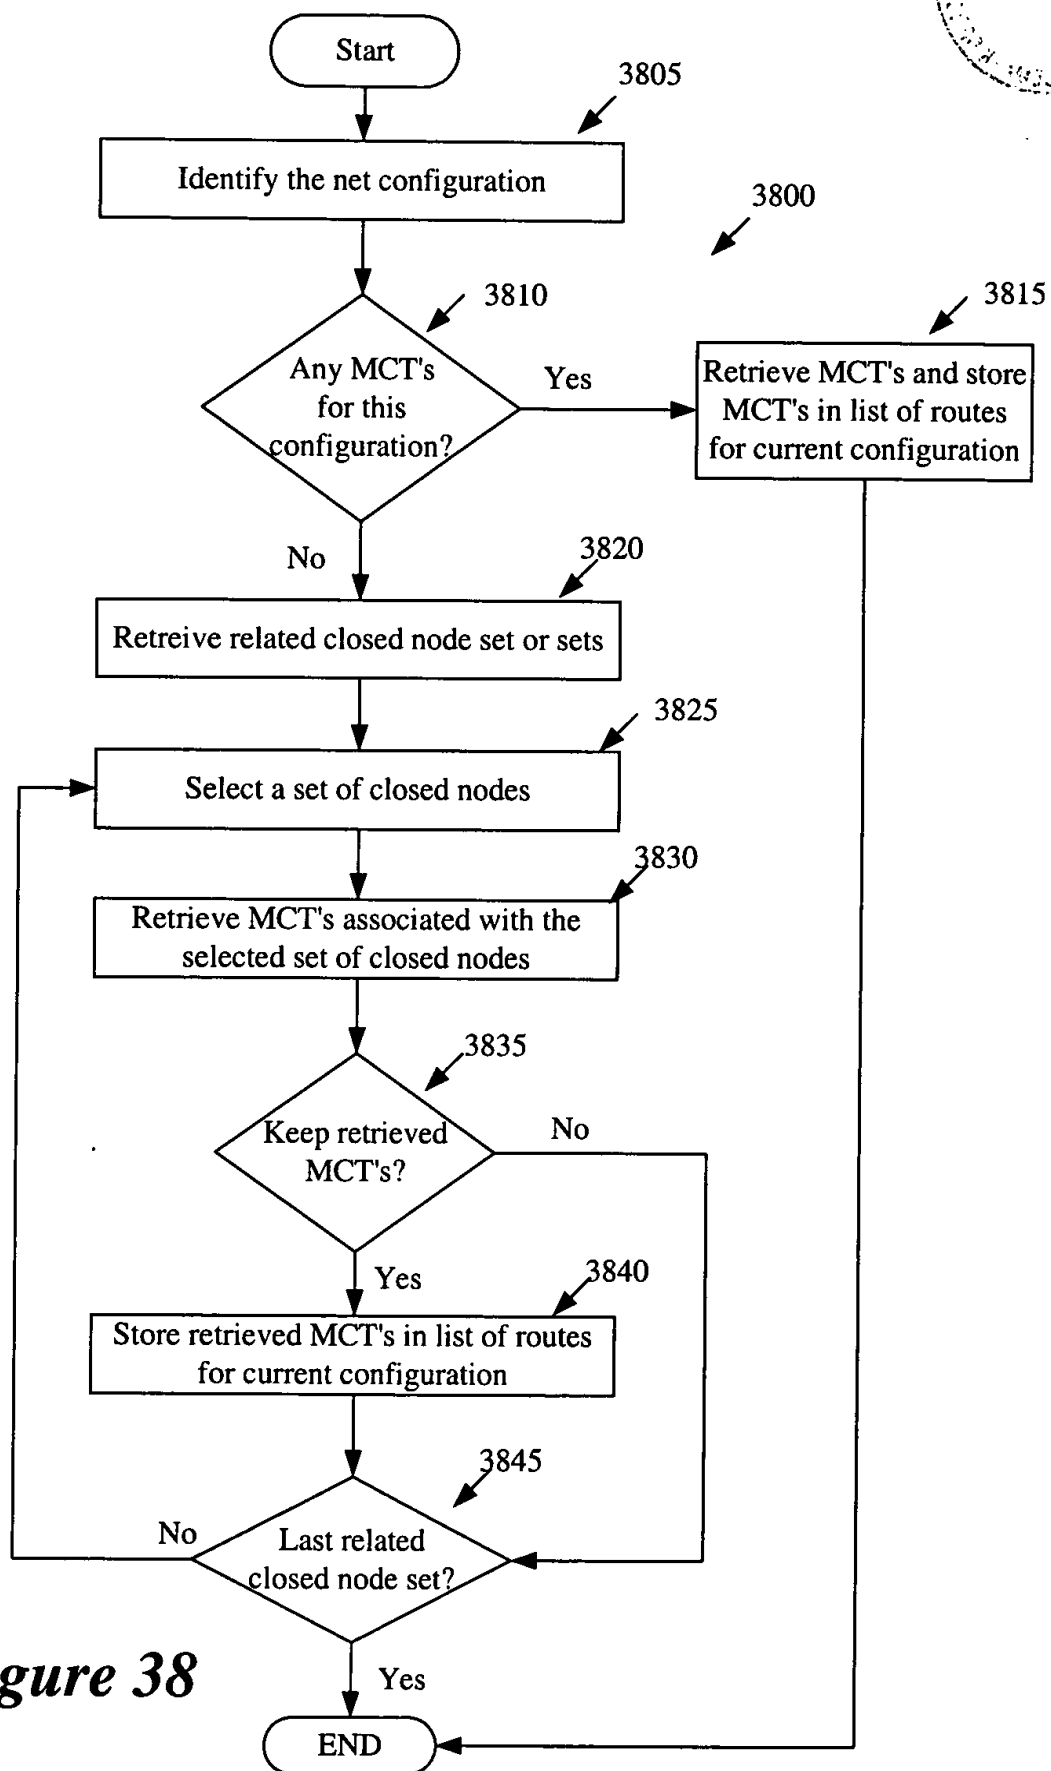 Start
3805
Identify the net configuration
3800
3810
3815
Any MCT's
for this
configuration?
Yes
Retrieve MCT's and store
MCT's in list of routes
for current configuration
No
3820
Retreive related closed node set or sets
3825
Select a set of closed nodes
3830
Retrieve MCT's associated with the
selected set of closed nodes
3835
Keep retrieved
MCT's?
No
Yes
3840
Store retrieved MCT's in list of routes
for current configuration
3845
No
Last related
closed node set?
gure 38
Yes
END